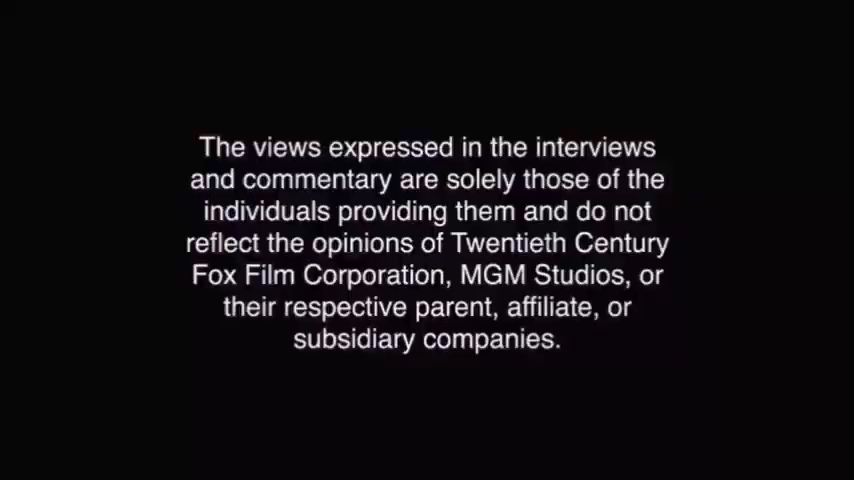 The views expressed in the interviews
and commentary are solely those of the
individuals providing them and do not
reflect the opinions of Twentieth Century
Fox Film Corporation, MGM Studios, or
their respective parent, affiliate, or
subsidiary companies.